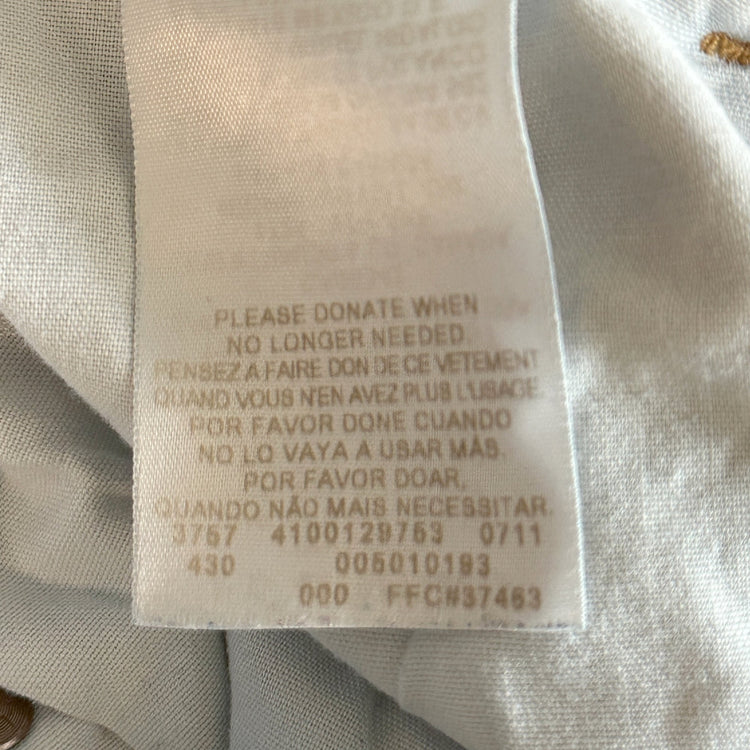 PLEASE DONATE WHEN
NO LONGER NEEDED
PENSEZ A FAIRE DON DE CE VETEMENT
QUAND VOUS N'EN AVEZ PLUS L'USAGE
POR FAVOR DONE CUANDO
NO LO VAYA A USAR MÁS.
POR FAVOR DOAR,
QUANDO NÃO MAIS NECESSITAR.
3757 4100129753 0711
430 005010193
000 FFC#37463